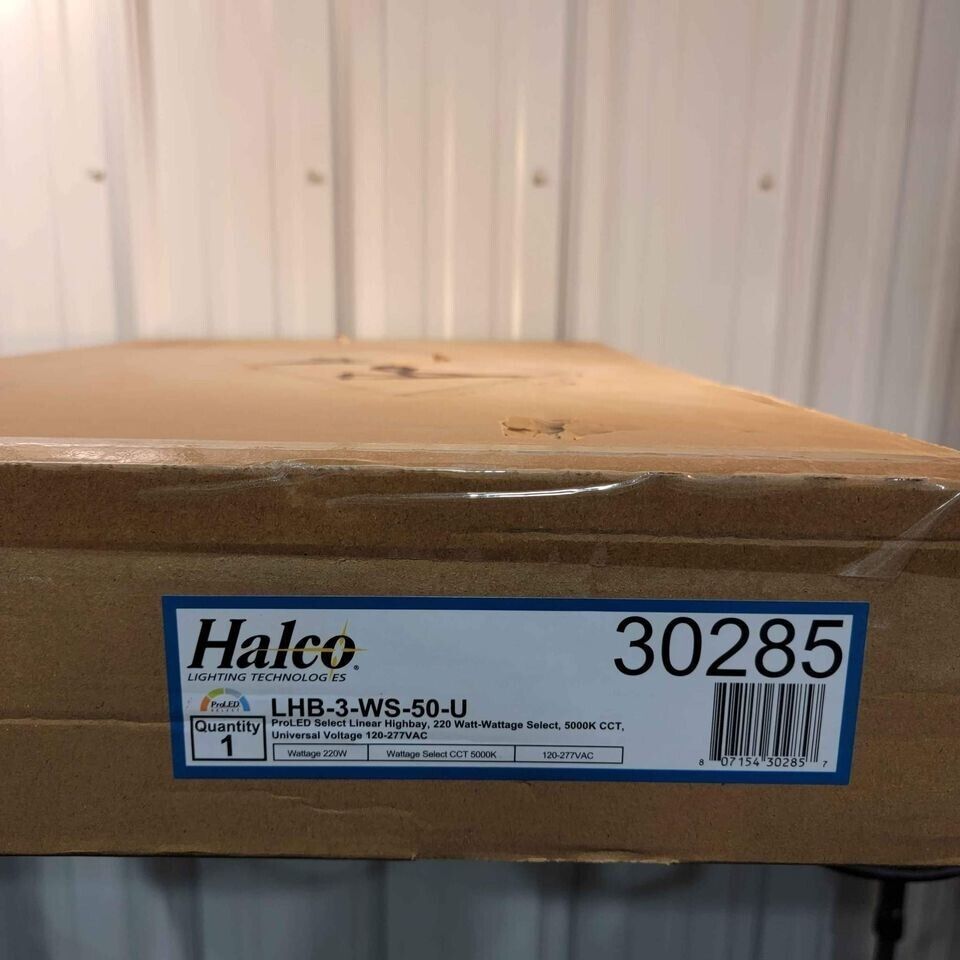 Halco®
LIGHTING TECHNOLOGIES
30285
ProLED
SELECT
LHB-3-WS-50-U
ProLED Select Linear Highbay, 220 Watt-Wattage Select, 5000K CCT,
Universal Voltage 120-277VAC
Quantity
1
Wattage 220W
Wattage Select CCT 5000K
120-277VAC
8 07154 30285 7